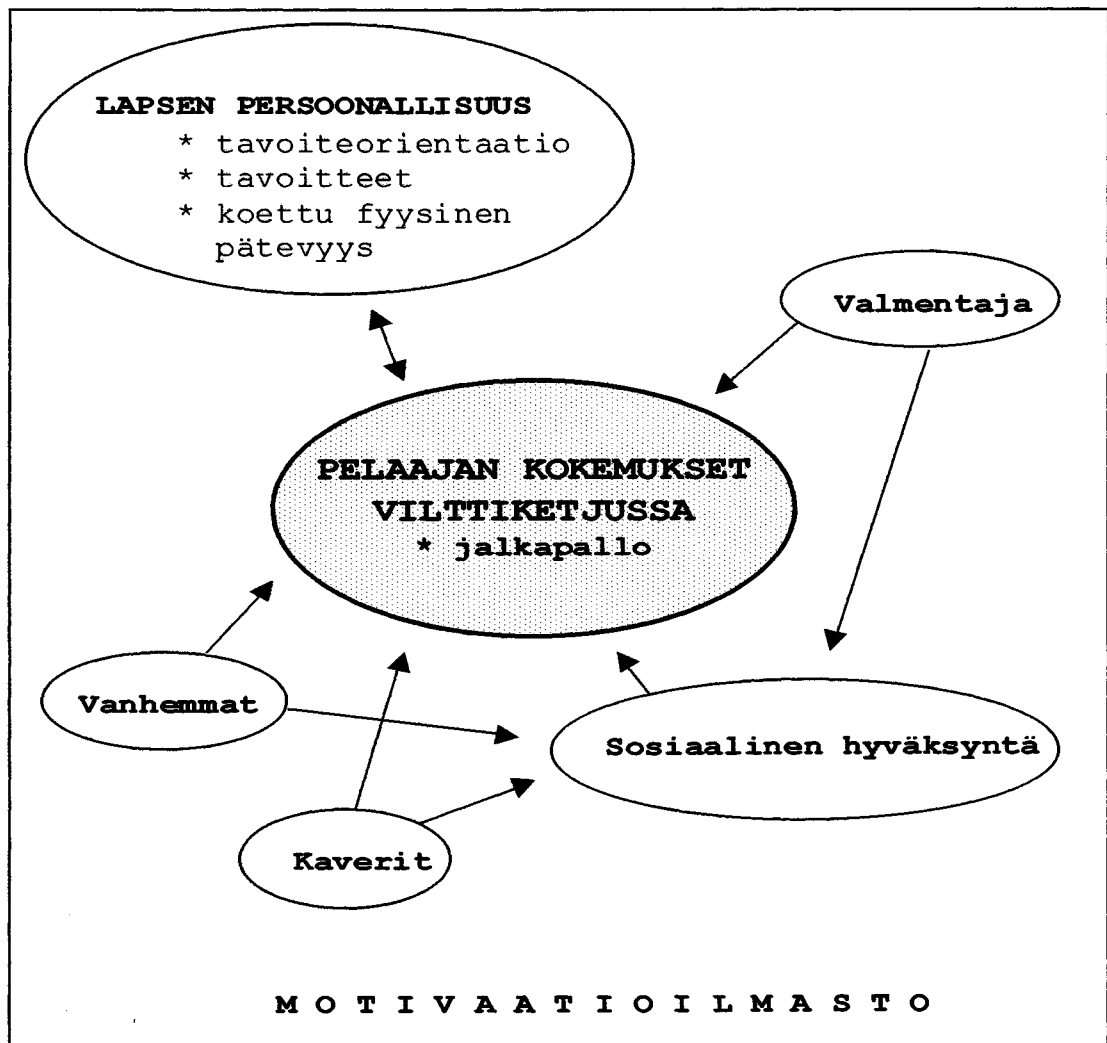 LAPSEN PERSOONALLISUUS
* tavoiteorientaatio
* tavoitteet
* koettu fyysinen
pätevyys
Valmentaja
PELAAJAN KOKEMUKSET
VILTTIKETJUSSA
* jalkapallo
Vanhemmat
Sosiaalinen hyväksyntä
Kaverit
M O T I V A A T I O I L M A S T O